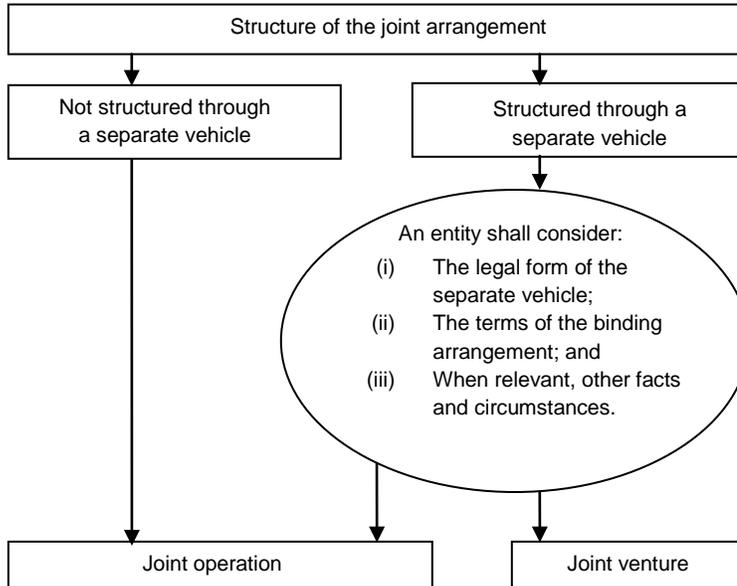 Structure of the joint arrangement
Not structured through
a separate vehicle
Structured through a
separate vehicle
An entity shall consider:
(i) The legal form of the
separate vehicle;
(ii) The terms of the binding
arrangement; and
(iii) When relevant, other facts
and circumstances.
Joint operation
Joint venture